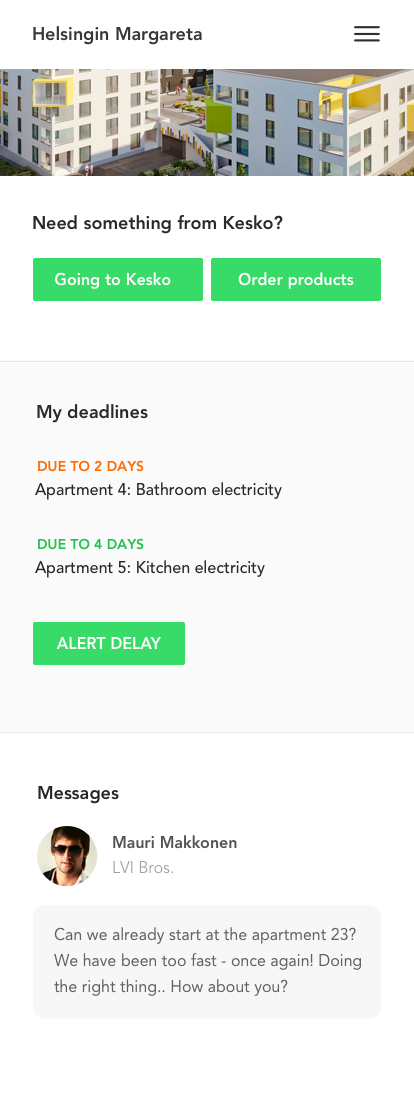 Helsingin Margareta
Need something from Kesko?
Going to Kesko
Order products
My deadlines
DUE TO 2 DAYS
Apartment 4: Bathroom electricity
DUE TO 4 DAYS
Apartment 5: Kitchen electricity
ALERT DELAY
Messages
Mauri Makkonen
LVI Bros.
Can we already start at the apartment 23?
We have been too fast - once again! Doing
the right thing.. How about you?